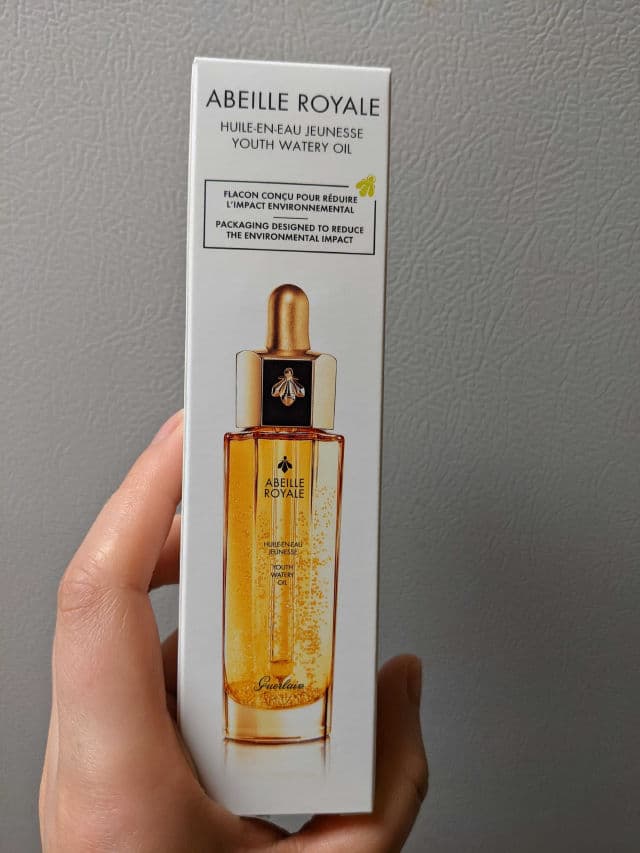 ABEILLE ROYALE
HUILE-EN-EAU JEUNESSE
YOUTH WATERY OIL
FLACON CONÇU POUR RÉDUIRE
L'IMPACT ENVIRONNEMENTAL
PACKAGING DESIGNED TO REDUCE
THE ENVIRONMENTAL IMPACT
ABEILLE
ROYALE
HUILE-EN-EAU
JEUNESSE
YOUTH
WATERY
OIL
Guerlain